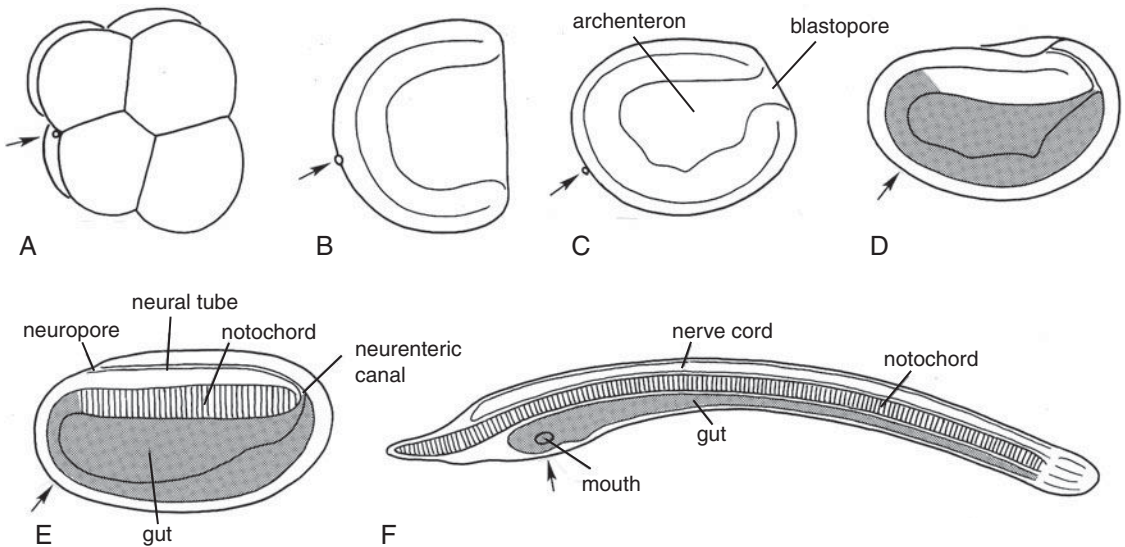 archenteron
blastopore
A
B
C
D
neural tube
neuropore
notochord
neurenteric
canal
nerve cord
notochord
gut
mouth
gut
E
F